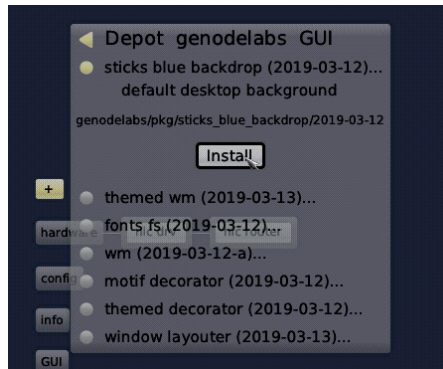 Depot genodelabs GUI
sticks blue backdrop (2019-03-12)...
default desktop background
genodelabs/pkg/sticks_blue_backdrop/2019-03-12
Install
+
themed wm (2019-03-13)...
hardware
fonts fs (2019-03-12)...
nic drv
nic router
wm (2019-03-12-a)...
config
motif decorator (2019-03-12)...
themed decorator (2019-03-12)...
info
window layouter (2019-03-13)...
GUI